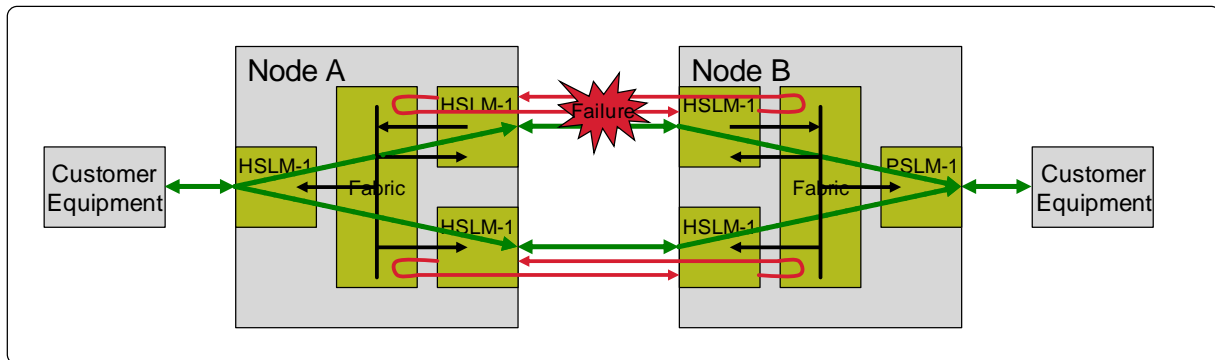 Node A
Node B
HSLM-1
Failure
HSLM-1
Customer
Equipment
HSLM-1
Fabric
Fabric
PSLM-1
Customer
Equipment
HSLM-1
HSLM-1